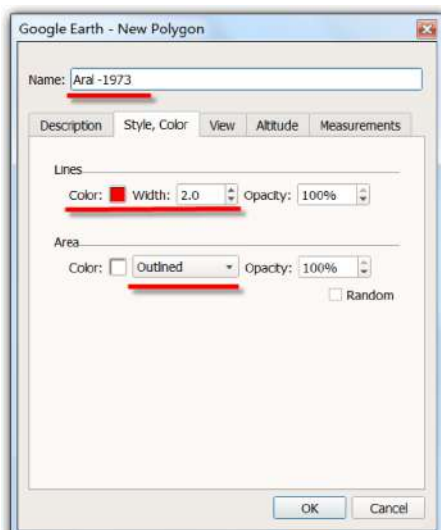 Google Earth - New Polygon
Name: Aral -1973
Description Style, Color View Altitude Measurements
Lines
Color: Width: 2.0 Opacity: 100%
Area
Color: Outlined Opacity: 100%
Random
OK Cancel